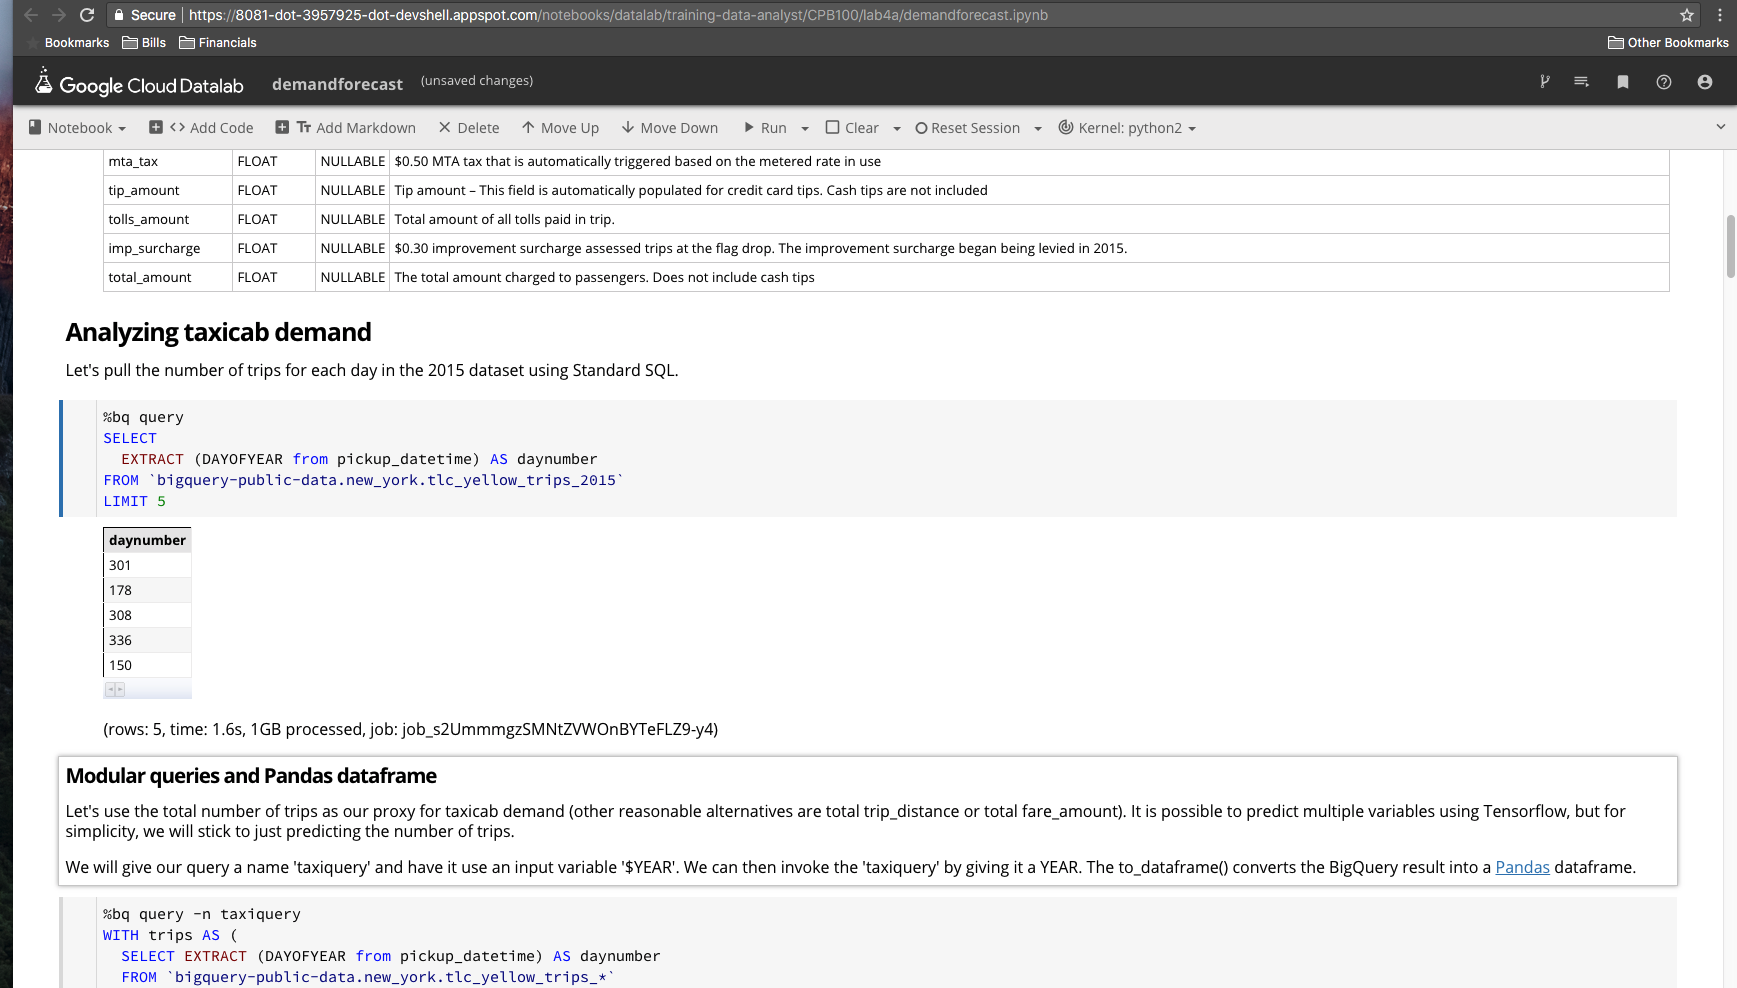 Secure https://8081-dot-3957925-dot-devshell.appspot.com/notebooks/datalab/training-data-analyst/CPB100/lab4a/demandforecast.ipynb
Bookmarks Bills Financials Other Bookmarks
Google Cloud Datalab demandforecast (unsaved changes)
Notebook <> Add Code Tr Add Markdown Delete Move Up Move Down Run Clear Reset Session Kernel: python2
mta_tax FLOAT NULLABLE $0.50 MTA tax that is automatically triggered based on the metered rate in use
tip_amount FLOAT NULLABLE Tip amount – This field is automatically populated for credit card tips. Cash tips are not included
tolls_amount FLOAT NULLABLE Total amount of all tolls paid in trip.
imp_surcharge FLOAT NULLABLE $0.30 improvement surcharge assessed trips at the flag drop. The improvement surcharge began being levied in 2015.
total_amount FLOAT NULLABLE The total amount charged to passengers. Does not include cash tips
Analyzing taxicab demand
Let's pull the number of trips for each day in the 2015 dataset using Standard SQL.
%bq query
SELECT
EXTRACT (DAYOFYEAR from pickup_datetime) AS daynumber
FROM `bigquery-public-data.new_york.tlc_yellow_trips_2015`
LIMIT 5
daynumber
301
178
308
336
150
(rows: 5, time: 1.6s, 1GB processed, job: job_s2UmmmgzSMNtZVWOnBYTeFLZ9-y4)
Modular queries and Pandas dataframe
Let's use the total number of trips as our proxy for taxicab demand (other reasonable alternatives are total trip_distance or total fare_amount). It is possible to predict multiple variables using Tensorflow, but for
simplicity, we will stick to just predicting the number of trips.
We will give our query a name 'taxiquery' and have it use an input variable '$YEAR'. We can then invoke the 'taxiquery' by giving it a YEAR. The to_dataframe() converts the BigQuery result into a Pandas dataframe.
%bq query -n taxiquery
WITH trips AS (
SELECT EXTRACT (DAYOFYEAR from pickup_datetime) AS daynumber
FROM `bigquery-public-data.new_york.tlc_yellow_trips_*`